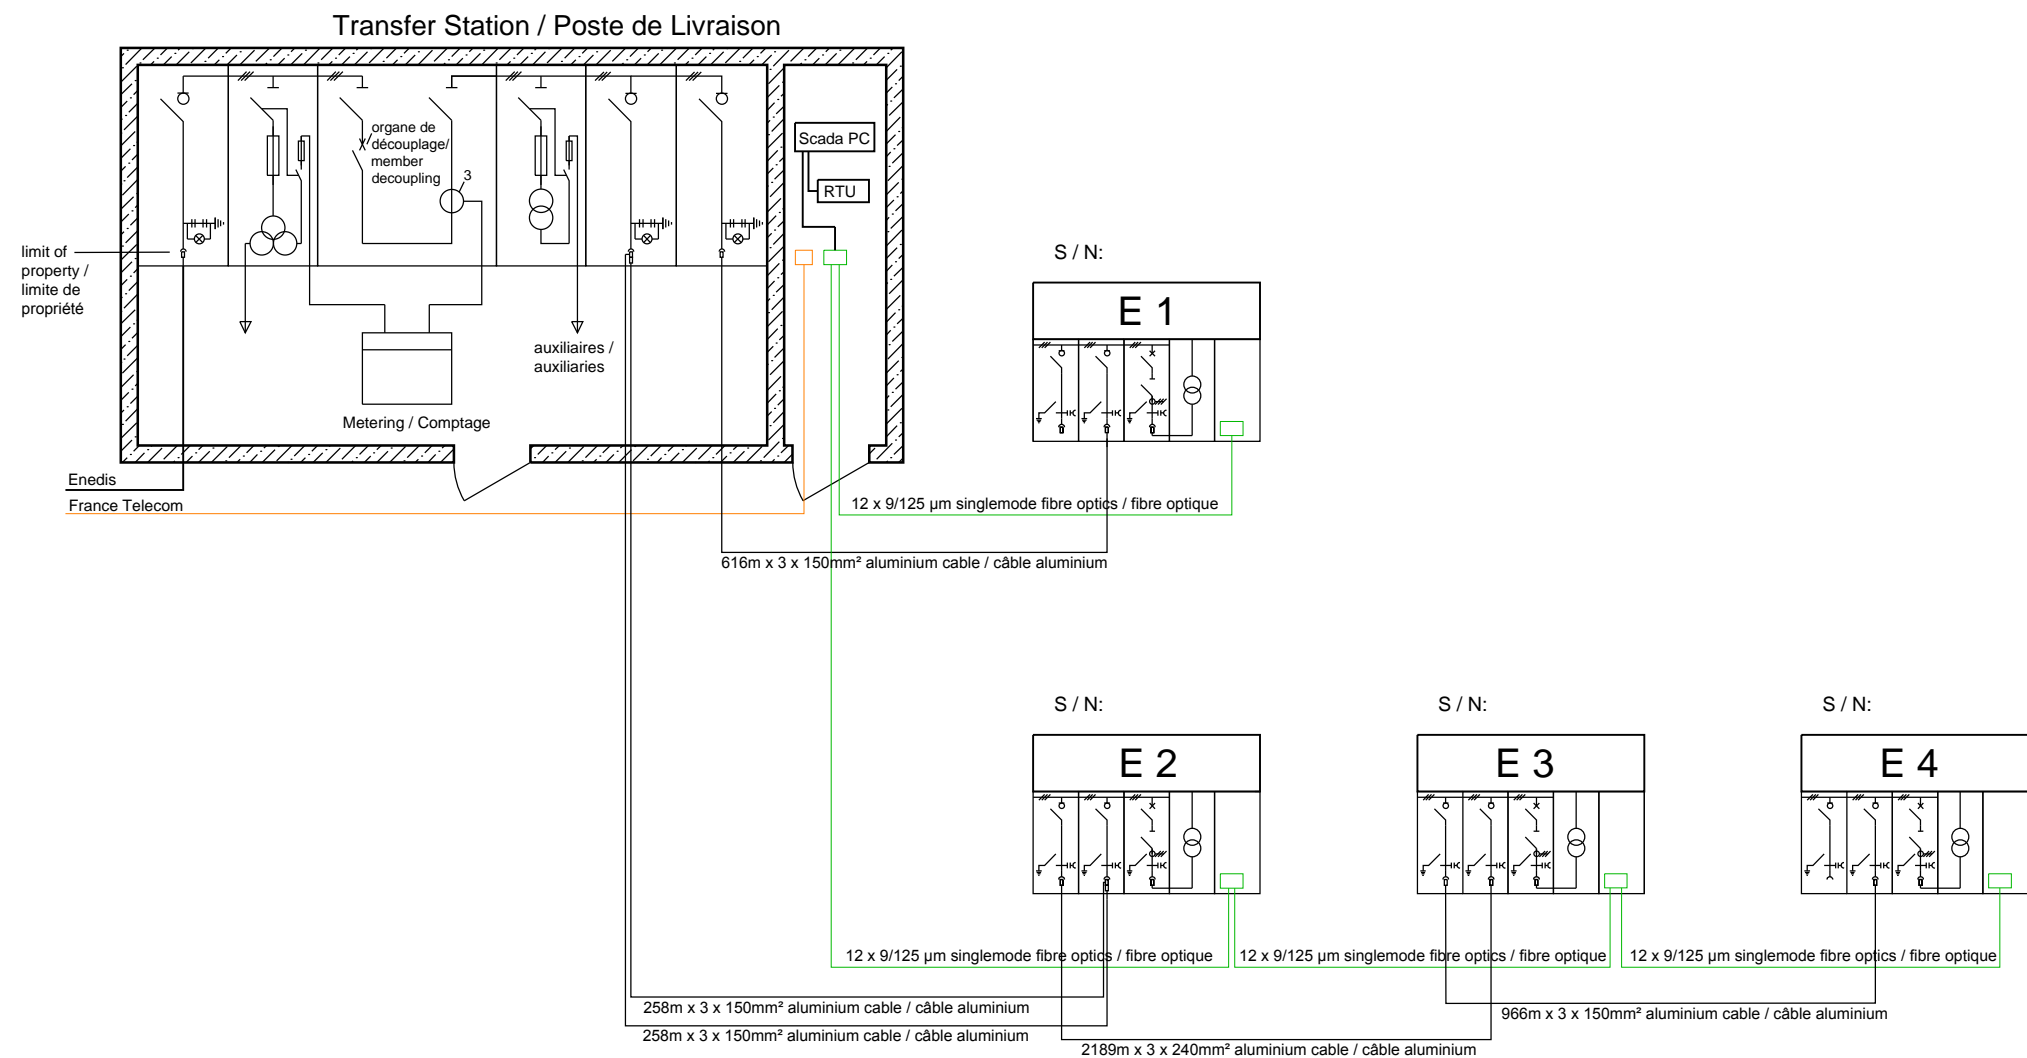 Transfer Station / Poste de Livraison
organe de
découplage/
member
decoupling
3
Scada PC
RTU
limit of
property /
limite de
propriété
auxiliaires /
auxiliaries
Metering / Comptage
Enedis
France Telecom
S / N:
E 1
12 x 9/125 µm singlemode fibre optics / fibre optique
616m x 3 x 150mm² aluminium cable / câble aluminium
S / N:
S / N:
S / N:
E 2
E 3
E 4
12 x 9/125 µm singlemode fibre optics / fibre optique
12 x 9/125 µm singlemode fibre optics / fibre optique
12 x 9/125 µm singlemode fibre optics / fibre optique
258m x 3 x 150mm² aluminium cable / câble aluminium
966m x 3 x 150mm² aluminium cable / câble aluminium
258m x 3 x 150mm² aluminium cable / câble aluminium
2189m x 3 x 240mm² aluminium cable / câble aluminium